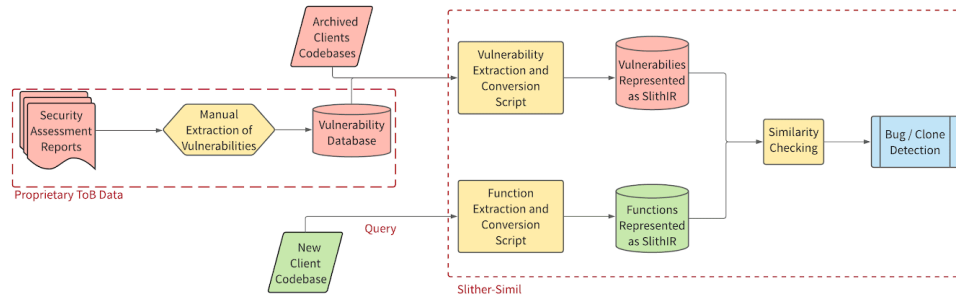 Archived
Clients
Codebases
Security
Assessment
Reports
Manual
Extraction of
Vulnerabilities
Vulnerability
Database
Proprietary ToB Data
New
Client
Codebase
Query
Vulnerability
Extraction and
Conversion
Script
Vulnerabilies
Represented
as SlithIR
Function
Extraction and
Conversion
Script
Functions
Represented
as SlithIR
Similarity
Checking
Bug / Clone
Detection
Slither-Simil